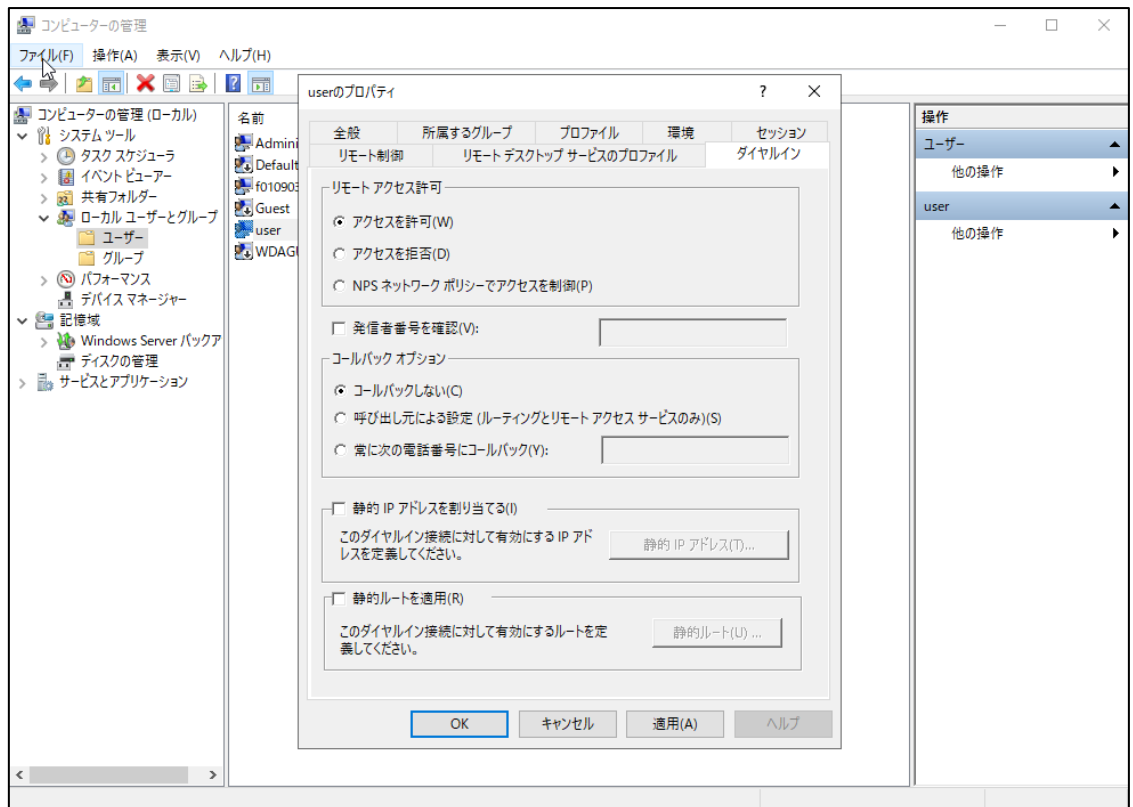 コンピューターの管理
ファイル(F) 操作(A) 表示(V) ヘルプ(H)
コンピューターの管理 (ローカル)
システム ツール
タスク スケジューラ
イベント ビューアー
共有フォルダー
ローカル ユーザーとグループ
ユーザー
グループ
パフォーマンス
デバイス マネージャー
記憶域
Windows Server バックア
ディスクの管理
サービスとアプリケーション
名前
Admini
Default
f010903
Guest
user
WDAGU
userのプロパティ
全般 所属するグループ プロファイル 環境 セッション
リモート制御 リモート デスクトップ サービスのプロファイル ダイヤルイン
リモート アクセス許可
アクセスを許可(W)
アクセスを拒否(D)
NPS ネットワーク ポリシーでアクセスを制御(P)
発信者番号を確認(V):
コールバック オプション
コールバックしない(C)
呼び出し元による設定 (ルーティングとリモート アクセス サービスのみ)(S)
常に次の電話番号にコールバック(Y):
静的 IP アドレスを割り当てる(I)
このダイヤルイン接続に対して有効にする IP アド
レスを定義してください。
静的 IP アドレス(T)...
静的ルートを適用(R)
このダイヤルイン接続に対して有効にするルートを定
義してください。
静的ルート(U) ...
OK キャンセル 適用(A) ヘルプ
操作
ユーザー
他の操作
user
他の操作